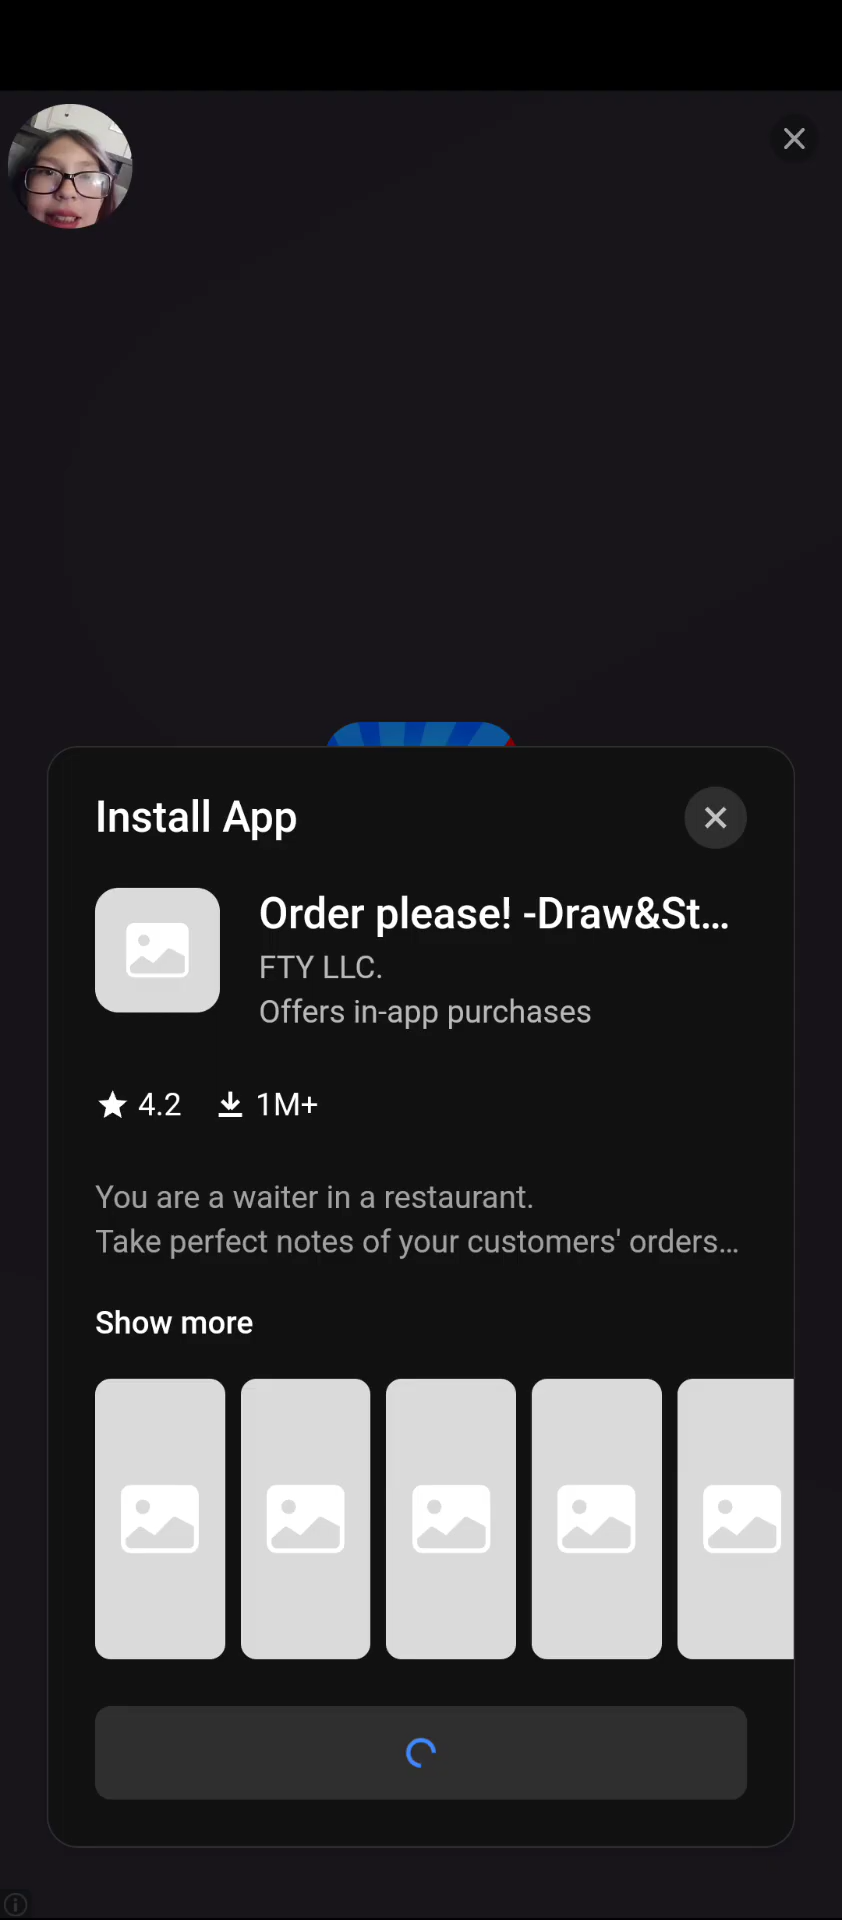 Install App
Order please! -Draw&St...
FTY LLC.
Offers in-app purchases
4.2
1M+
You are a waiter in a restaurant.
Take perfect notes of your customers' orders...
Show more